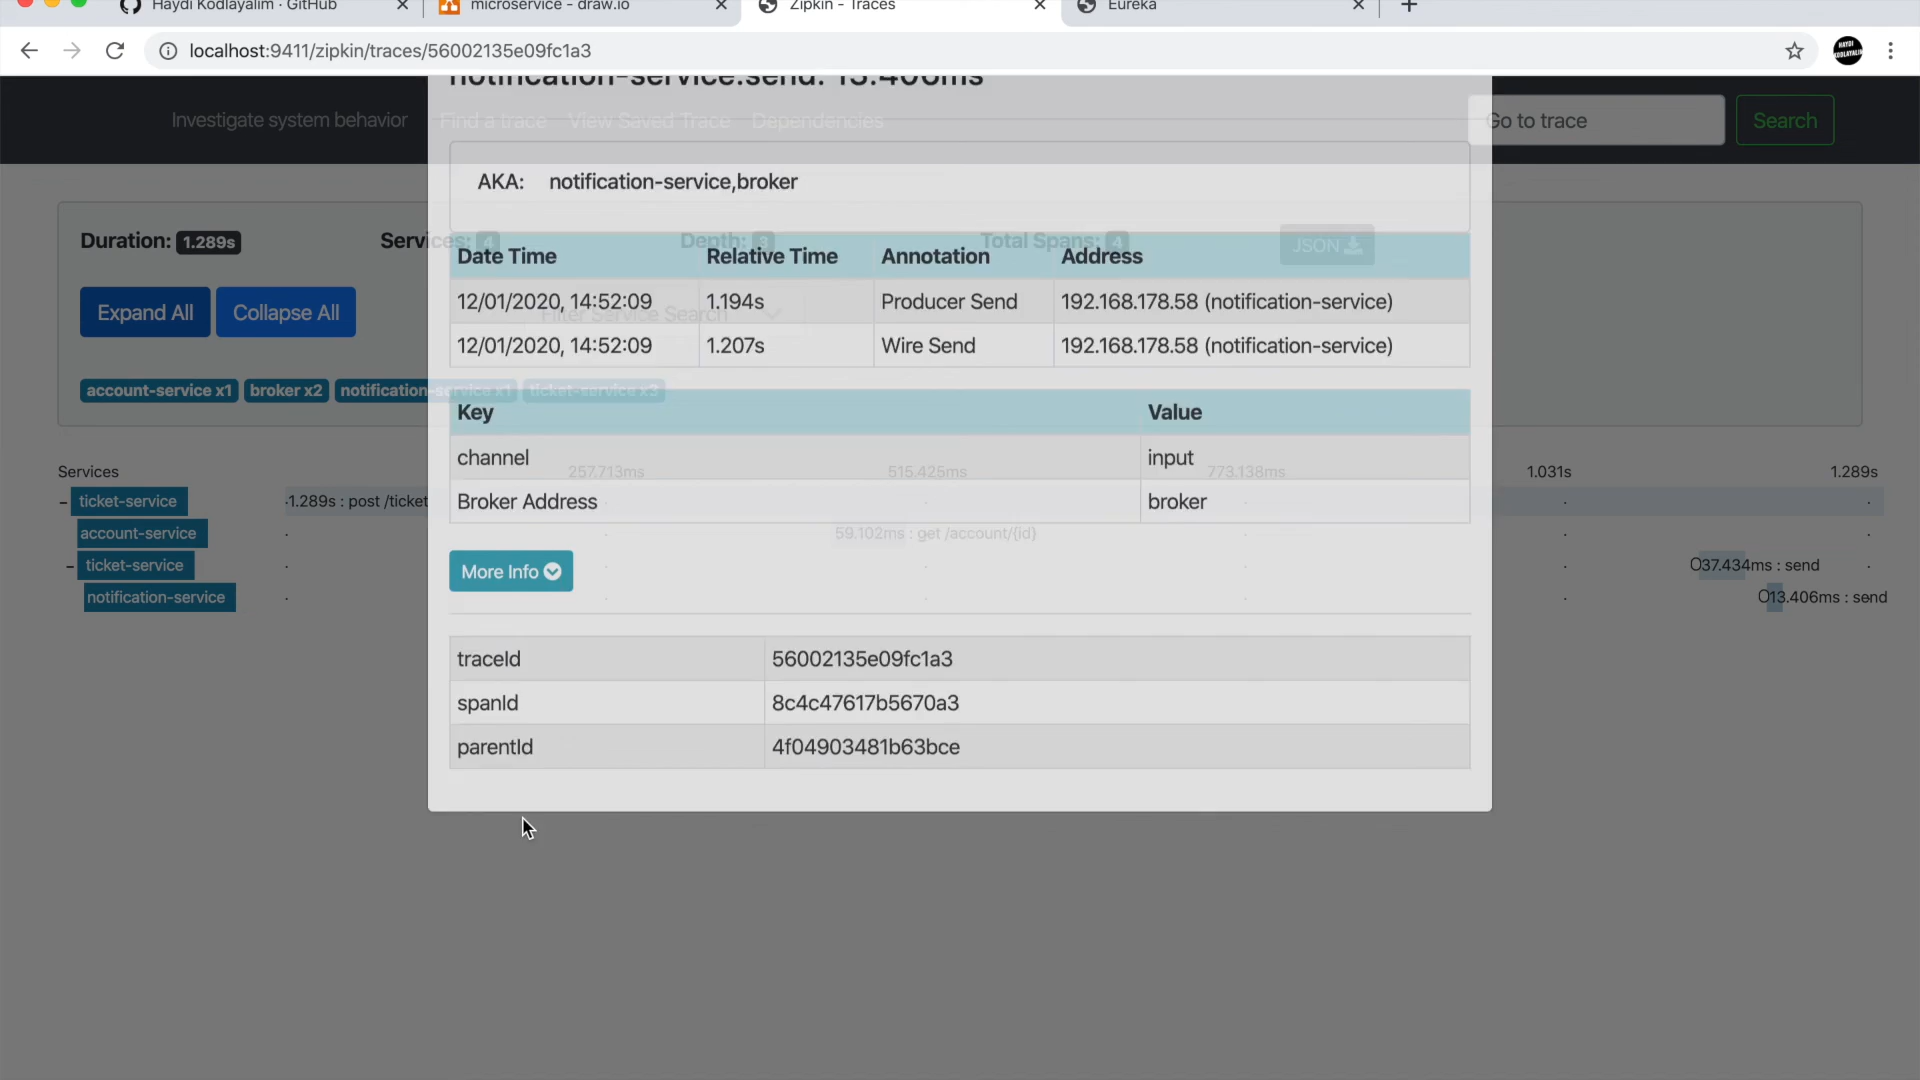 Haydi Kodlayalim · GitHub
microservice - draw.io
Zipkin - Traces
Eureka
localhost:9411/zipkin/traces/56002135e09fc1a3
HAYDI KODLAYALIM
notification-service.send: 13.406ms
Investigate system behavior
Find a trace
View Saved Trace
Dependencies
Go to trace
Search
AKA: notification-service,broker
Duration: 1.289s
Services: 4
Depth: 3
Total Spans: 4
JSON
Date Time
Relative Time
Annotation
Address
12/01/2020, 14:52:09
1.194s
Producer Send
192.168.178.58 (notification-service)
Expand All
Collapse All
Filter Service Search
12/01/2020, 14:52:09
1.207s
Wire Send
192.168.178.58 (notification-service)
account-service x1
broker x2
notification-service x1
ticket-service x3
Key
Value
channel
input
Broker Address
broker
Services
257.713ms
515.425ms
773.138ms
1.031s
1.289s
ticket-service
1.289s : post /ticket
account-service
59.102ms : get /account/{id}
ticket-service
37.434ms : send
notification-service
13.406ms : send
More Info
traceId
56002135e09fc1a3
spanId
8c4c47617b5670a3
parentId
4f04903481b63bce